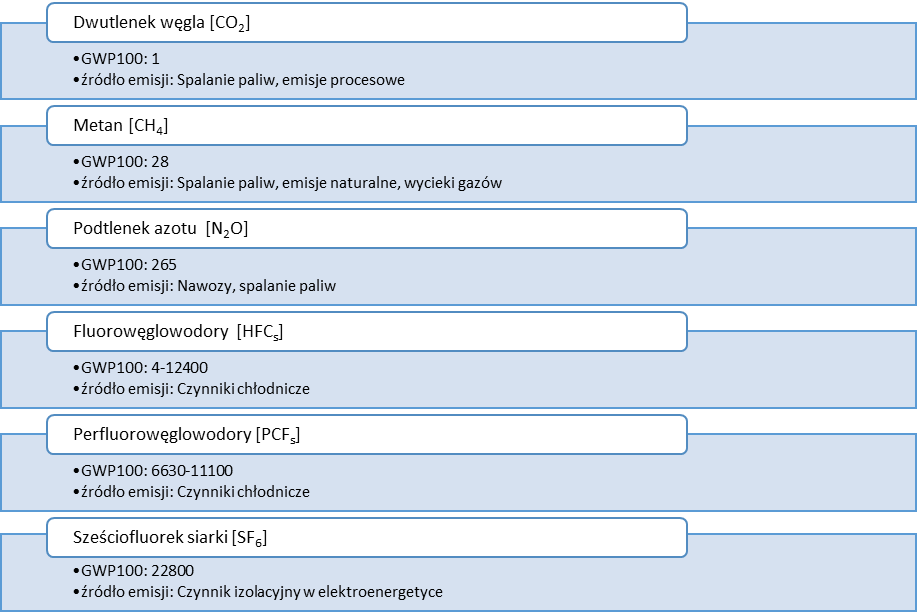 Dwutlenek węgla [CO₂]
•GWP100: 1
•źródło emisji: Spalanie paliw, emisje procesowe
Metan [CH₄]
•GWP100: 28
•źródło emisji: Spalanie paliw, emisje naturalne, wycieki gazów
Podtlenek azotu [N₂O]
•GWP100: 265
•źródło emisji: Nawozy, spalanie paliw
Fluorowęglowodory [HFCₛ]
•GWP100: 4-12400
•źródło emisji: Czynniki chłodnicze
Perfluorowęglowodory [PCFₛ]
•GWP100: 6630-11100
•źródło emisji: Czynniki chłodnicze
Sześciofluorek siarki [SF₆]
•GWP100: 22800
•źródło emisji: Czynnik izolacyjny w elektroenergetyce